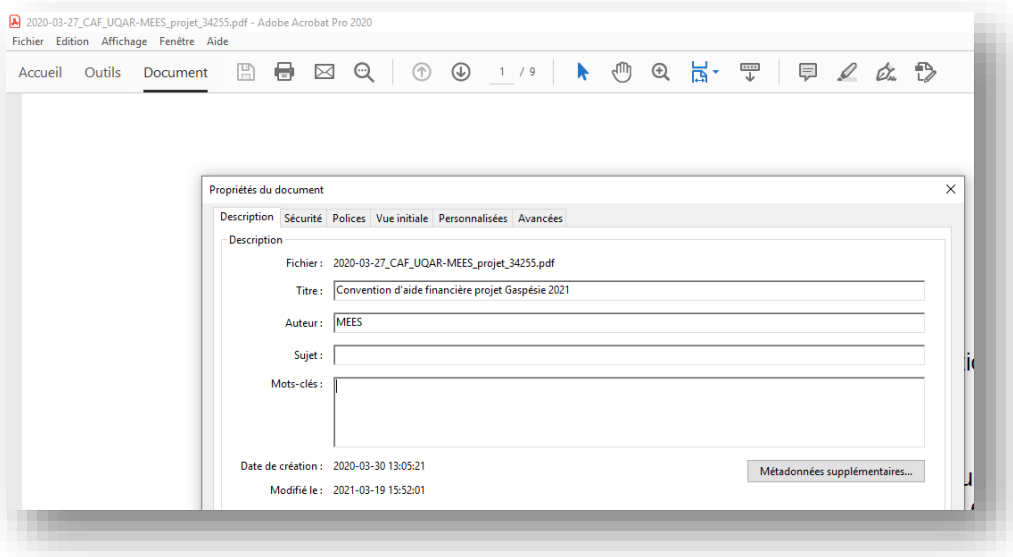 2020-03-27_CAF_UQAR-MEES_projet_34255.pdf - Adobe Acrobat Pro 2020
Fichier Edition Affichage Fenêtre Aide
Accueil Outils Document 1 / 9
Propriétés du document
Description Sécurité Polices Vue initiale Personnalisées Avancées
Description
Fichier : 2020-03-27_CAF_UQAR-MEES_projet_34255.pdf
Titre : Convention d'aide financière projet Gaspésie 2021
Auteur : MEES
Sujet :
Mots-clés :
Date de création : 2020-03-30 13:05:21
Métadonnées supplémentaires...
Modifié le : 2021-03-19 15:52:01